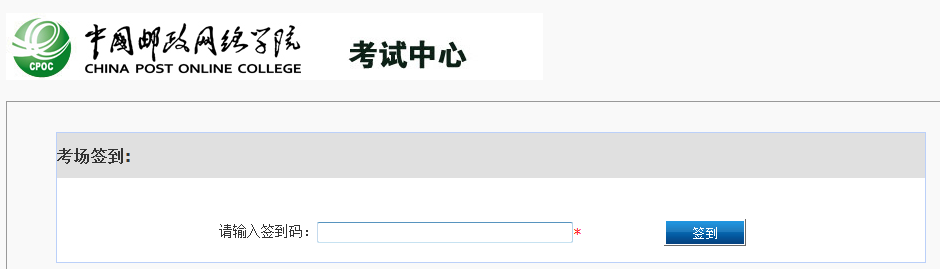 中国邮政网络学院
CHINA POST ONLINE COLLEGE
CPOC
考试中心
考场签到:
请输入签到码： * 签到